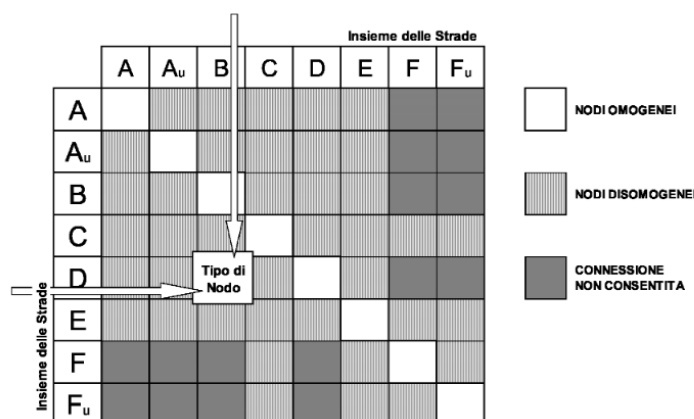 Insieme delle Strade
A Au B C D E F Fu
A
Au
B
C
D
E
F
Fu
Tipo di
Nodo
Insieme delle Strade
NODI OMOGENEI
NODI DISOMOGENEI
CONNESSIONE
NON CONSENTITA